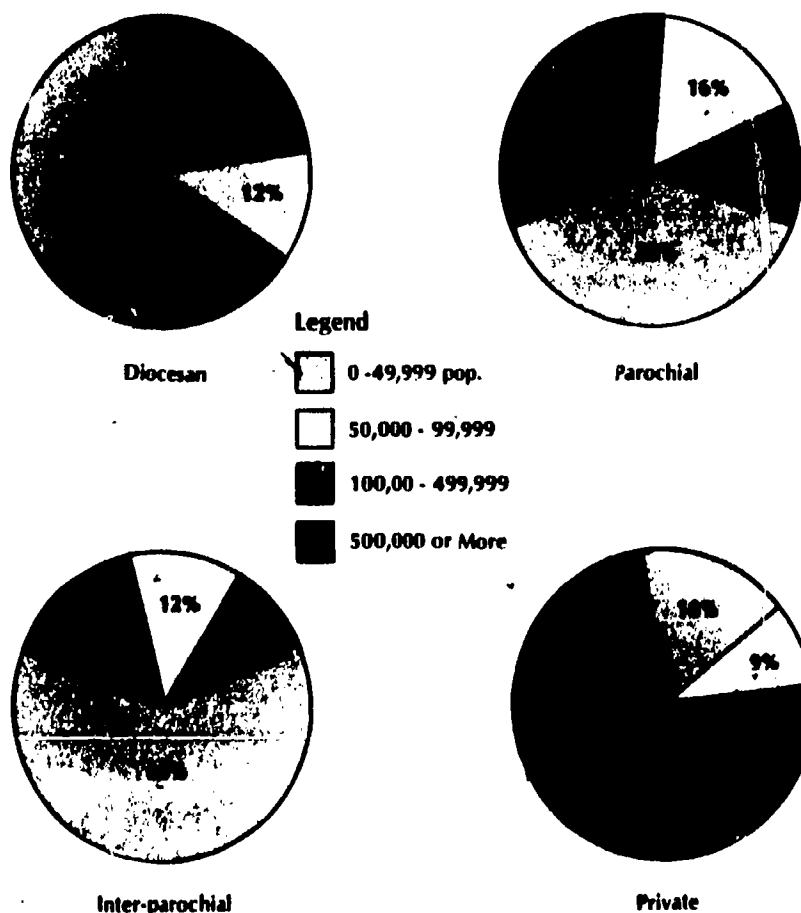 16%
12%
Diocesan
Parochial
Legend
0 -49,999 pop.
50,000 - 99,999
100,00 - 499,999
500,000 or More
12%
9%
Inter-parochial
Private